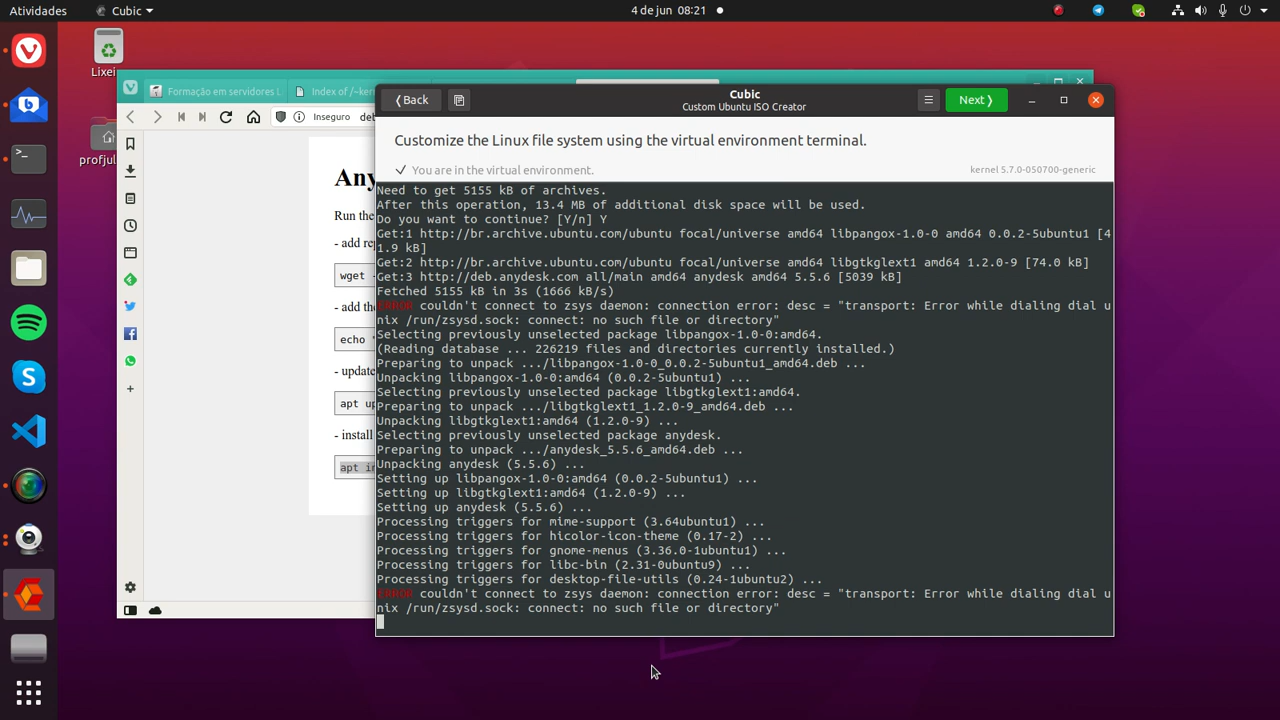 Atividades
Cubic
4 de jun 08:21
Lixei
profjul
Formação em servidores L
Index of /~ker
Inseguro
deb
Any
Run the
- add rep
wget -
- add the
echo "
- update
apt up
- install
apt in
Back
Cubic
Custom Ubuntu ISO Creator
Next
Customize the Linux file system using the virtual environment terminal.
You are in the virtual environment.
kernel 5.7.0-050700-generic
Need to get 5155 kB of archives.
After this operation, 13.4 MB of additional disk space will be used.
Do you want to continue? [Y/n] Y
Get:1 http://br.archive.ubuntu.com/ubuntu focal/universe amd64 libpangox-1.0-0 amd64 0.0.2-5ubuntu1 [4
1.9 kB]
Get:2 http://br.archive.ubuntu.com/ubuntu focal/universe amd64 libgtkglext1 amd64 1.2.0-9 [74.0 kB]
Get:3 http://deb.anydesk.com all/main amd64 anydesk amd64 5.5.6 [5039 kB]
Fetched 5155 kB in 3s (1666 kB/s)
ERROR couldn't connect to zsys daemon: connection error: desc = "transport: Error while dialing dial u
nix /run/zsysd.sock: connect: no such file or directory"
Selecting previously unselected package libpangox-1.0-0:amd64.
(Reading database ... 226219 files and directories currently installed.)
Preparing to unpack .../libpangox-1.0-0_0.0.2-5ubuntu1_amd64.deb ...
Unpacking libpangox-1.0-0:amd64 (0.0.2-5ubuntu1) ...
Selecting previously unselected package libgtkglext1:amd64.
Preparing to unpack .../libgtkglext1_1.2.0-9_amd64.deb ...
Unpacking libgtkglext1:amd64 (1.2.0-9) ...
Selecting previously unselected package anydesk.
Preparing to unpack .../anydesk_5.5.6_amd64.deb ...
Unpacking anydesk (5.5.6) ...
Setting up libpangox-1.0-0:amd64 (0.0.2-5ubuntu1) ...
Setting up libgtkglext1:amd64 (1.2.0-9) ...
Setting up anydesk (5.5.6) ...
Processing triggers for mime-support (3.64ubuntu1) ...
Processing triggers for hicolor-icon-theme (0.17-2) ...
Processing triggers for gnome-menus (3.36.0-1ubuntu1) ...
Processing triggers for libc-bin (2.31-0ubuntu9) ...
Processing triggers for desktop-file-utils (0.24-1ubuntu2) ...
ERROR couldn't connect to zsys daemon: connection error: desc = "transport: Error while dialing dial u
nix /run/zsysd.sock: connect: no such file or directory"